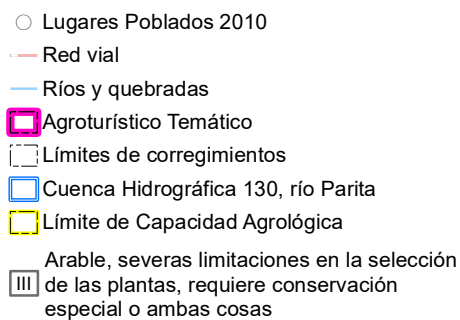 Lugares Poblados 2010
Red vial
Ríos y quebradas
Agroturístico Temático
Límites de corregimientos
Cuenca Hidrográfica 130, río Parita
Límite de Capacidad Agrológica
Arable, severas limitaciones en la selección
III de las plantas, requiere conservación
especial o ambas cosas